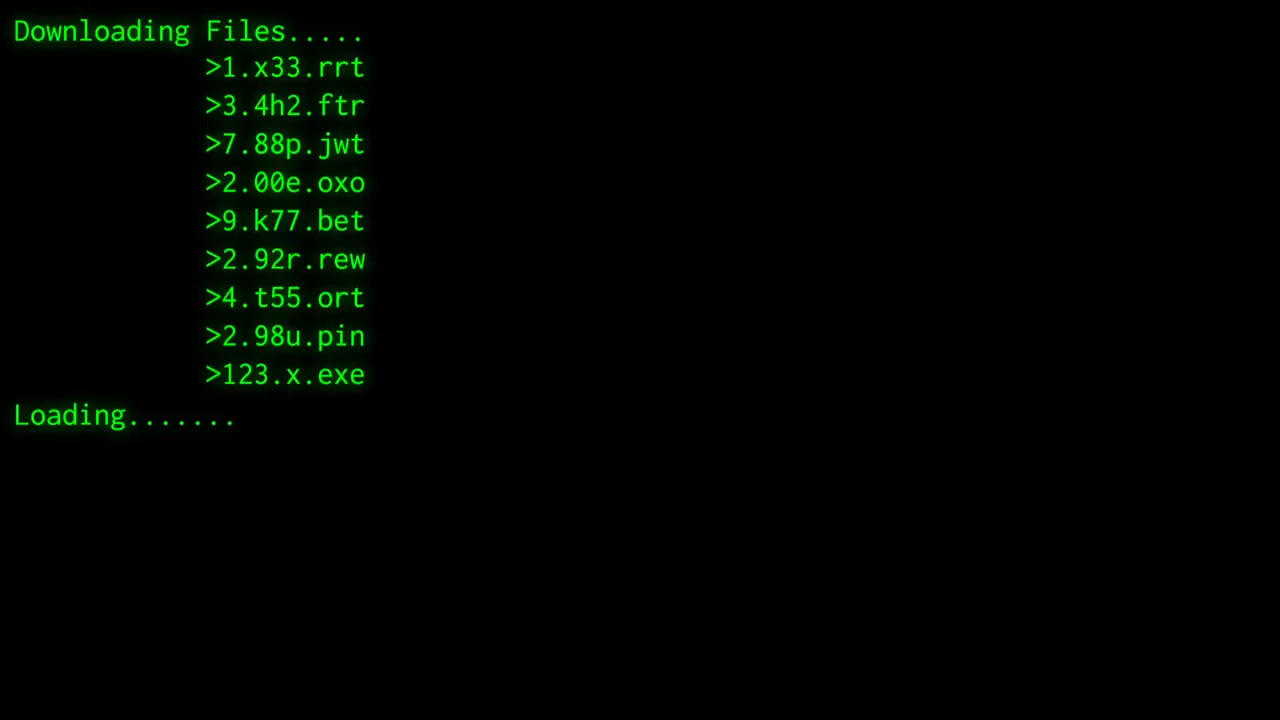 Downloading Files.....
>1.x33.rrt
>3.4h2.ftr
>7.88p.jwt
>2.00e.oxo
>9.k77.bet
>2.92r.rew
>4.t55.ort
>2.98u.pin
>123.x.exe
Loading.......